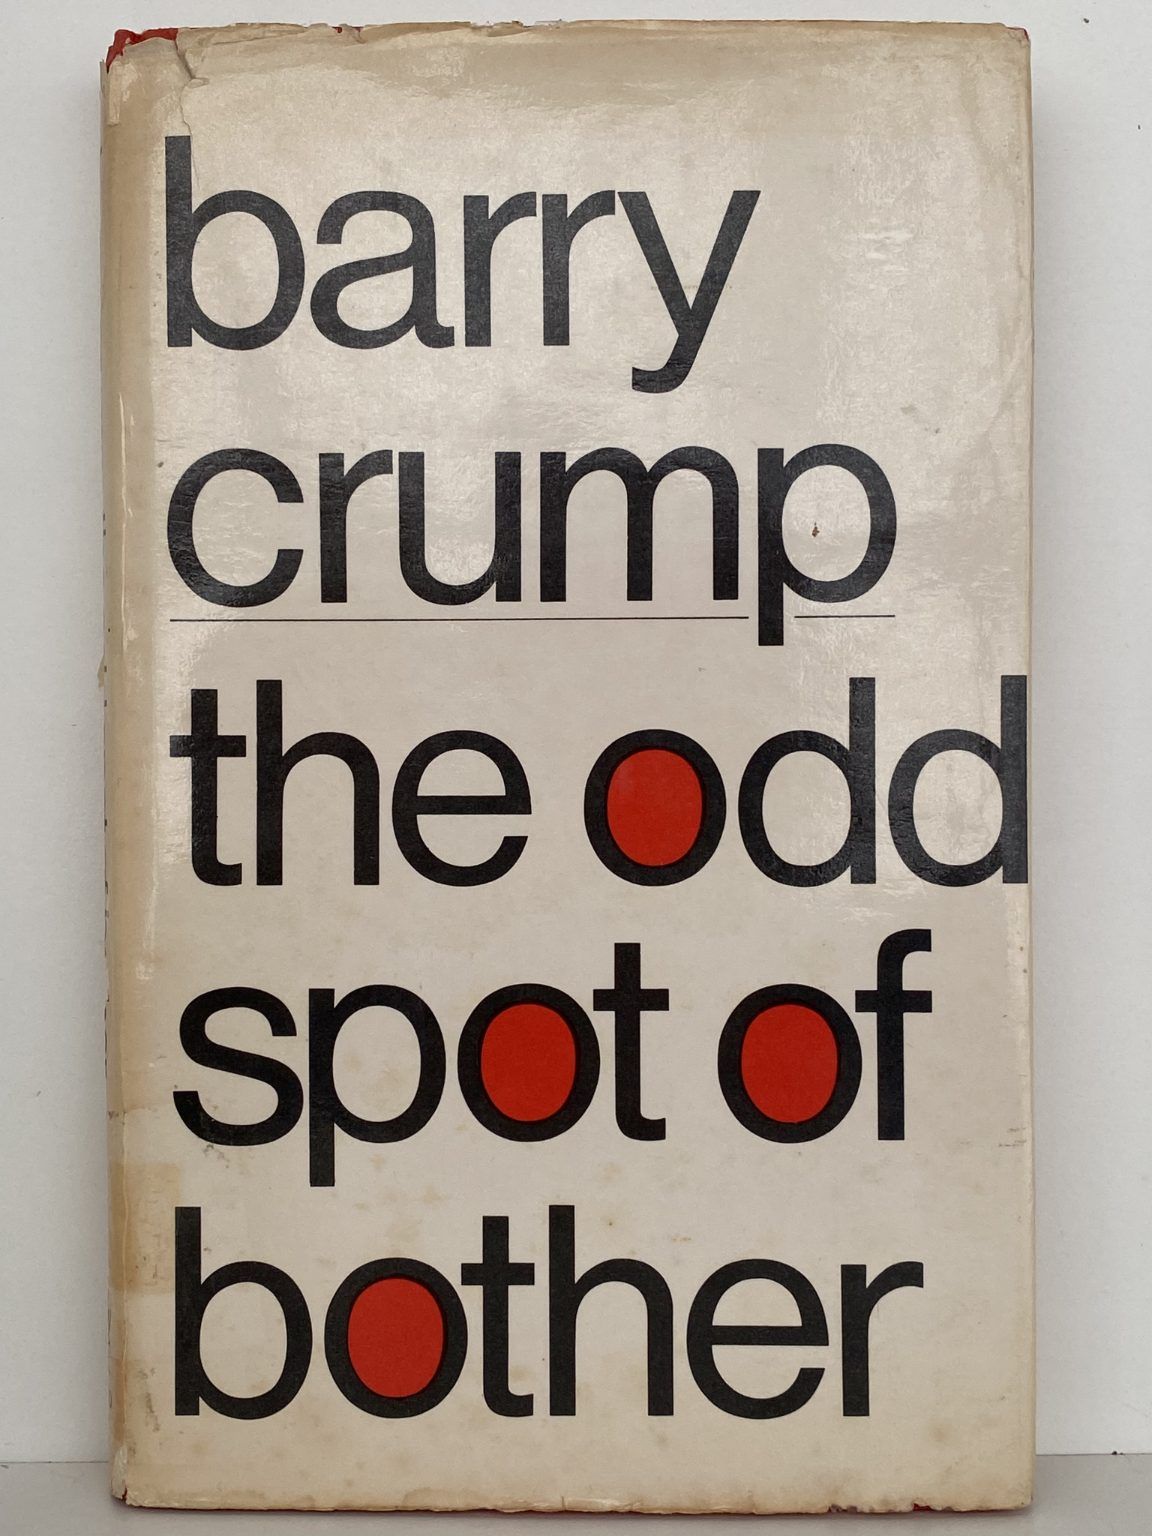 barry
crump
the odd
spot of
bother